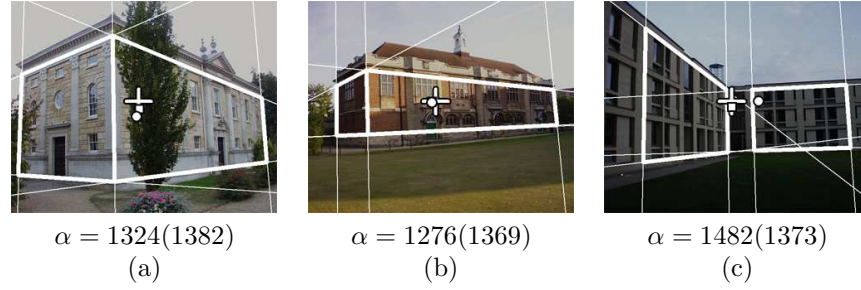 α = 1324(1382)
α = 1276(1369)
α = 1482(1373)
(a)
(b)
(c)